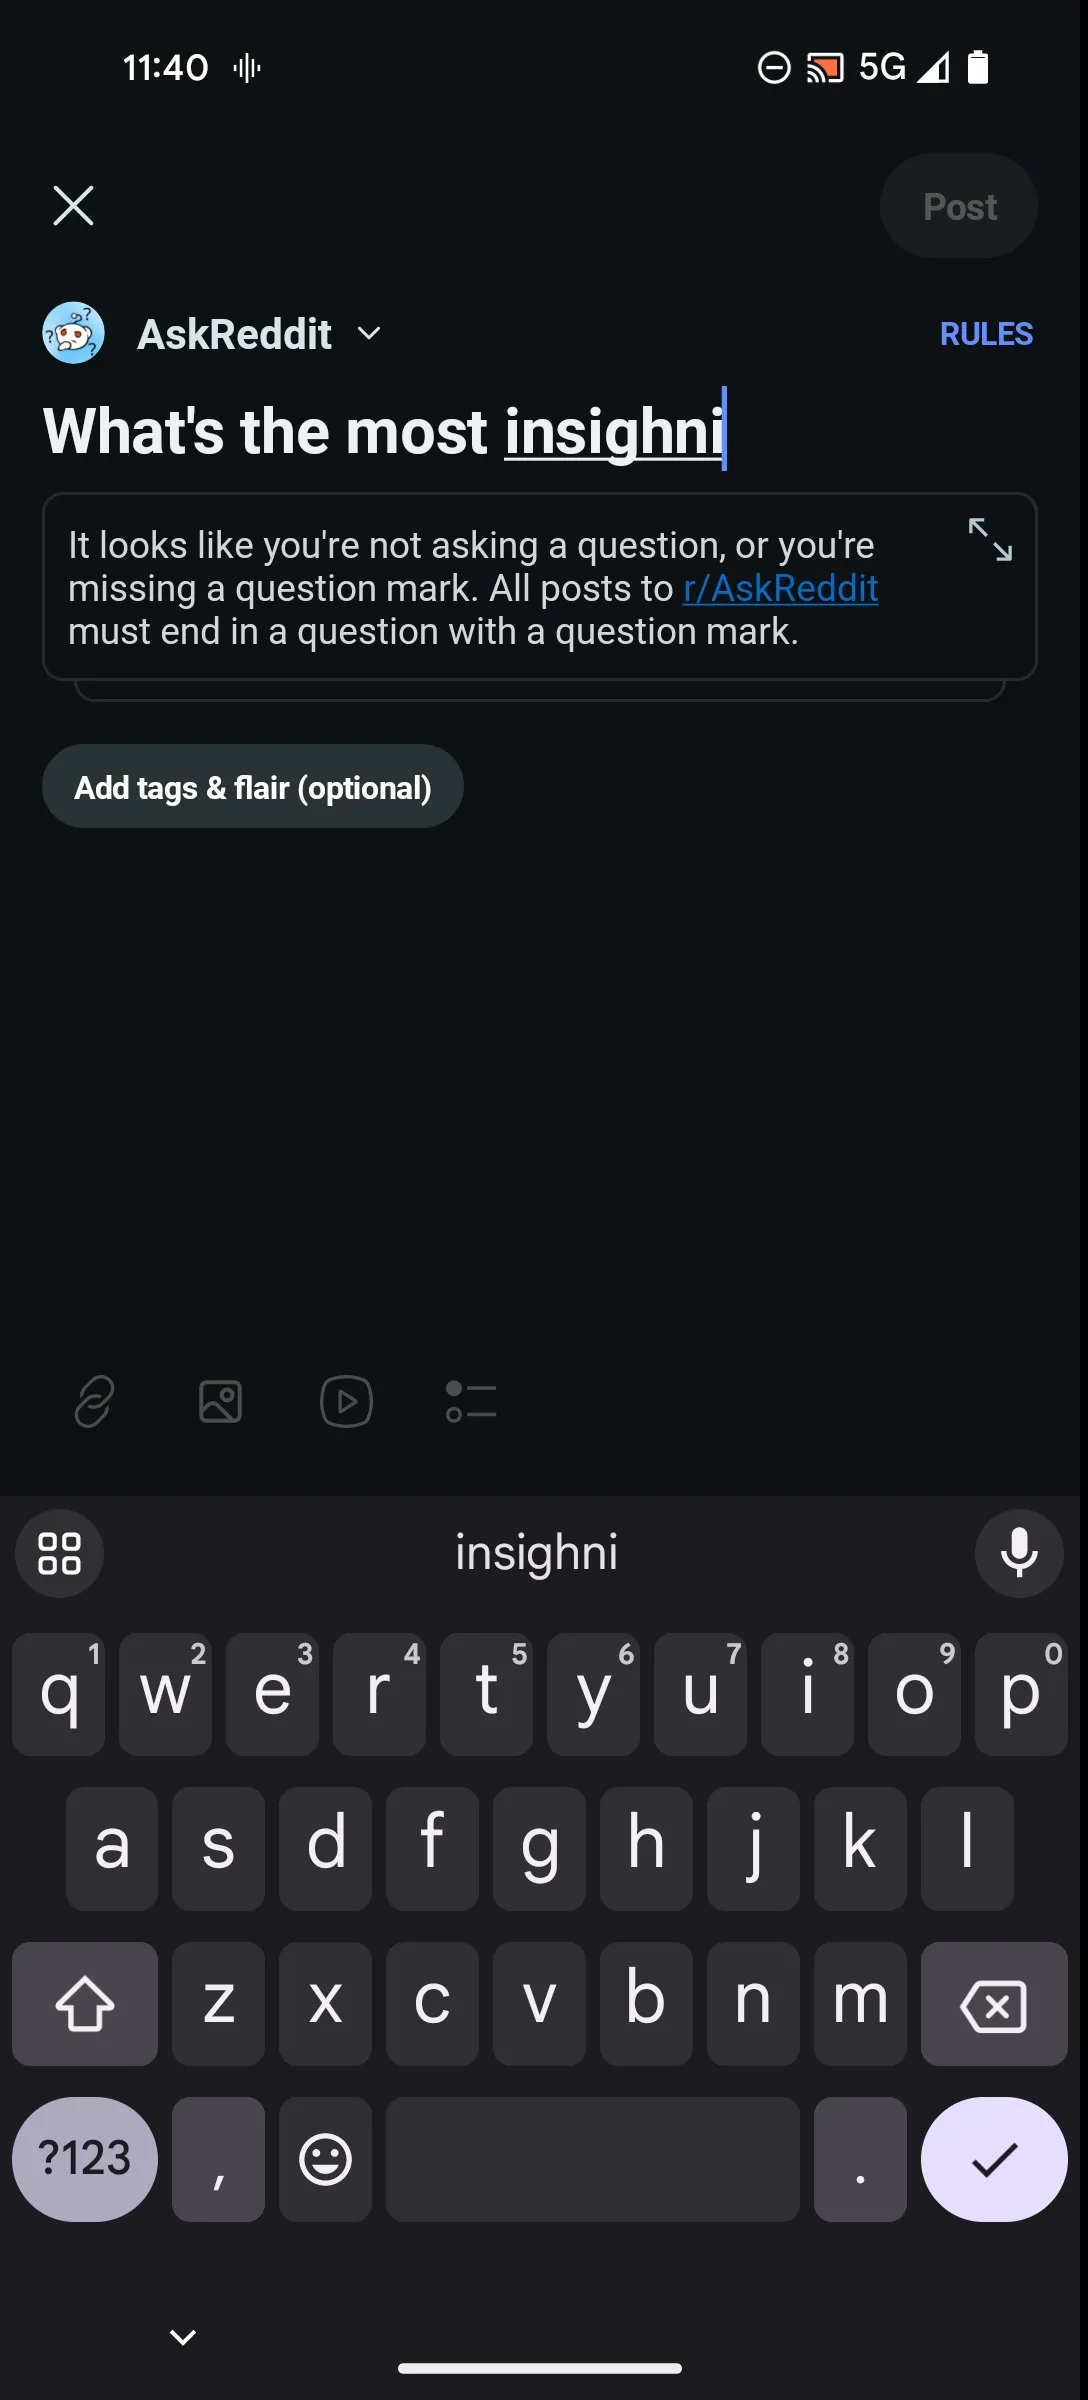 11:40 5G
Post
AskReddit RULES
What's the most insighni
It looks like you're not asking a question, or you're
missing a question mark. All posts to r/AskReddit
must end in a question with a question mark.
Add tags & flair (optional)
insighni
1 2 3 4 5 6 7 8 9 0
q w e r t y u i o p
a s d f g h j k l
z x c v b n m
?123 , .